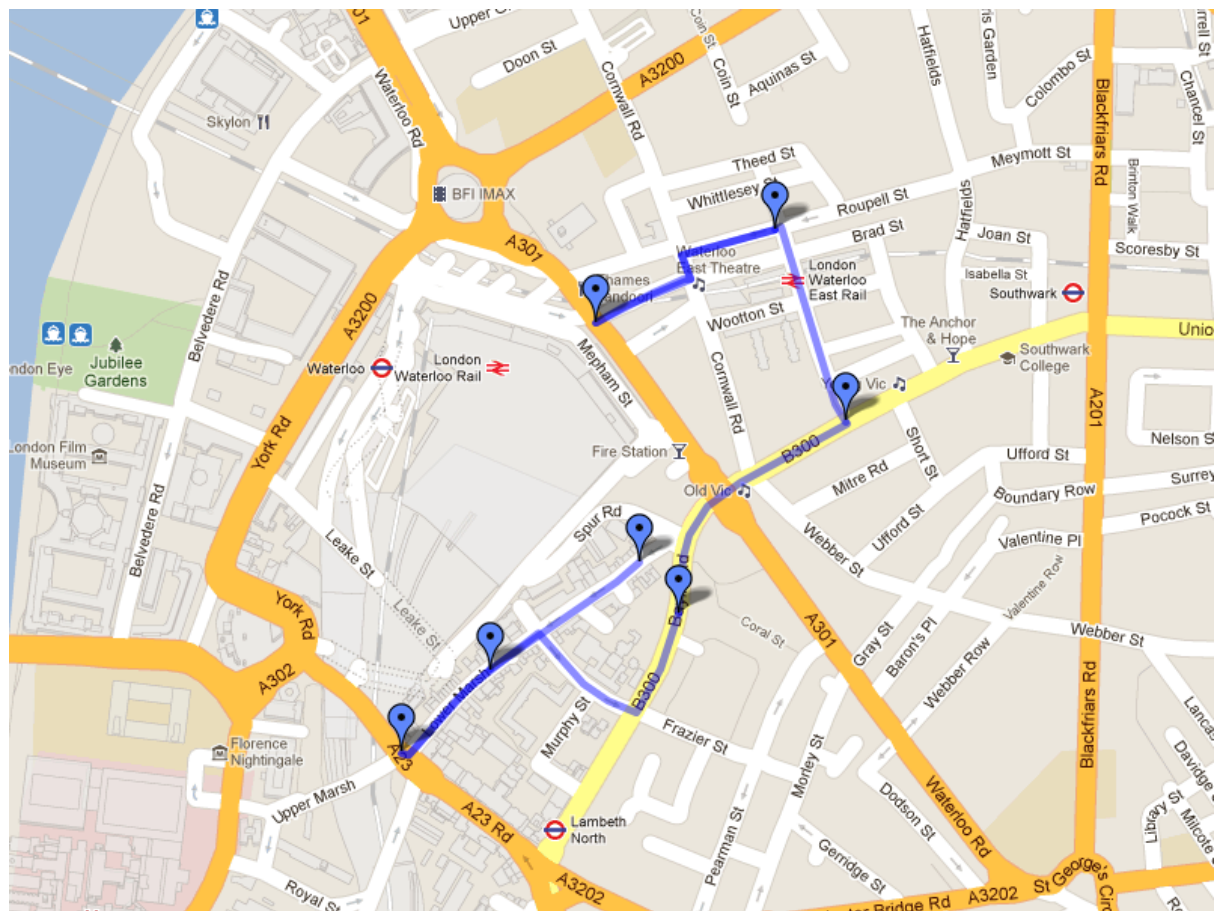 Upper
Doon St
A3200
Coin St
Coin St
Aquinas St
Hatfields
Colombo St
Chancel St
Waterloo Rd
Cornwall Rd
Skylon
BFI IMAX
Theed St
Whittlesey St
Roupell St
Meymott St
Blackfriars Rd
Brinton Walk
Brad St
Hatfields
Joan St
Scoresby St
A301
Waterloo
East Theatre
London
Waterloo
East Rail
Isabella St
Southwark
Belvedere Rd
A3200
Wootton St
The Anchor
& Hope
Southwark
College
Jubilee
Gardens
Waterloo
London
Waterloo Rail
Mepham St
Cornwall Rd
Vic
A201
York Rd
London Film
Museum
Fire Station
B300
Short St
Mitre Rd
Ufford St
Nelson
Old Vic
Boundary Row
Surrey
Belvedere Rd
Spur Rd
Ufford St
Pocock St
Valentine Pl
Webber St
Leake St
Leake St
Valentine Row
York Rd
Coral St
A301
Gray St
Baron's Pl
Webber Row
Webber St
A302
Lower Marsh
B300
Murphy St
Frazier St
Florence
Nightingale
A23
Upper Marsh
A23 Rd
Morley St
Blackfriars Rd
Lambeth
North
Waterloo Rd
Dodson St
Pearman St
Gerridge St
Library St
Davidge
Milcote
Royal St
A3202
Bridge Rd
A3202
St George's Circ